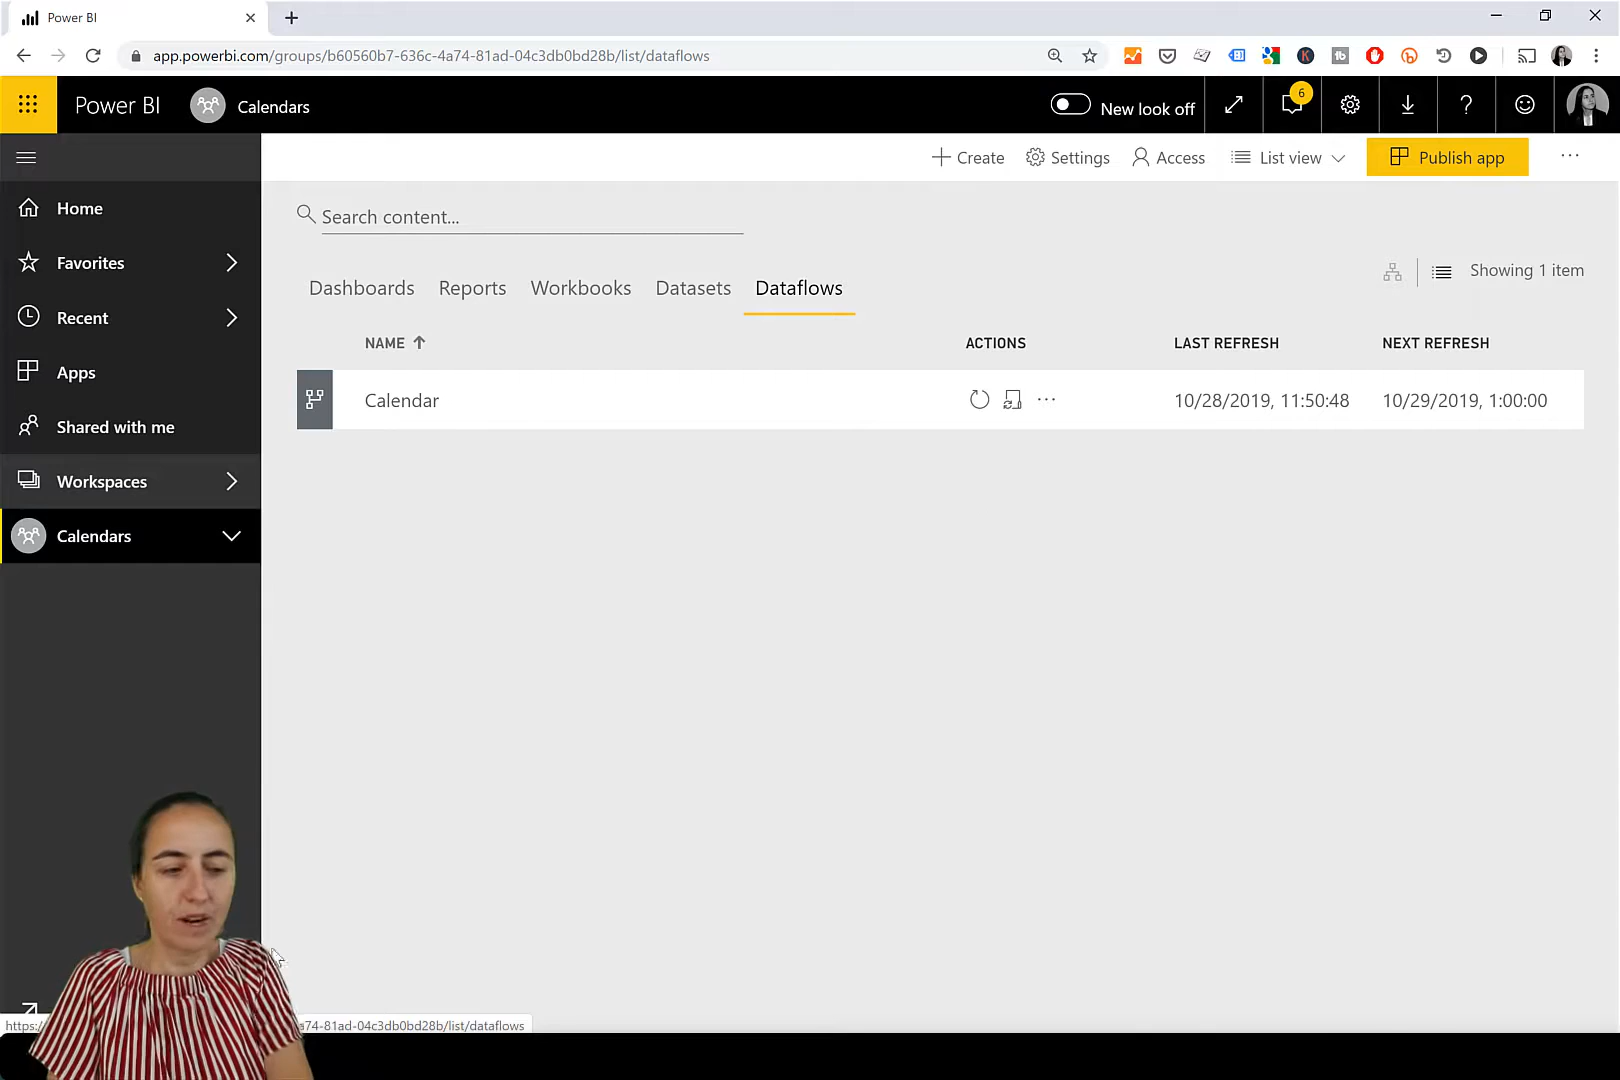 Power BI
app.powerbi.com/groups/b60560b7-636c-4a74-81ad-04c3db0bd28b/list/dataflows
Power BI Calendars New look off 6
Create Settings Access List view Publish app ...
Home
Favorites
Recent
Apps
Shared with me
Workspaces
Calendars
Search content...
Showing 1 item
Dashboards Reports Workbooks Datasets Dataflows
NAME ACTIONS LAST REFRESH NEXT REFRESH
Calendar ... 10/28/2019, 11:50:48 10/29/2019, 1:00:00
https:/ a74-81ad-04c3db0bd28b/list/dataflows